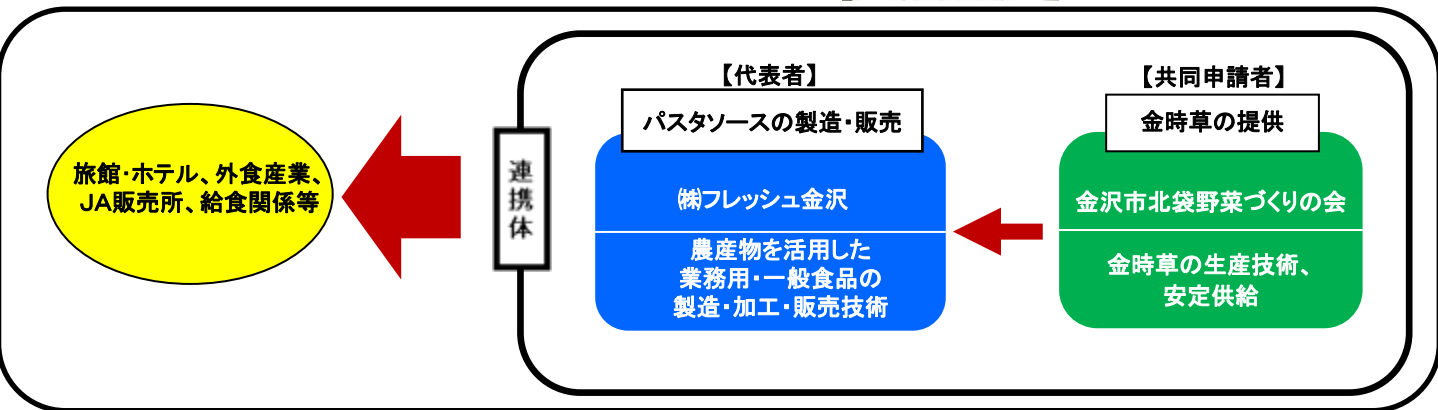 旅館・ホテル、外食産業、
JA販売所、給食関係等
連携体
【代表者】
パスタソースの製造・販売
㈱フレッシュ金沢
農産物を活用した
業務用・一般食品の
製造・加工・販売技術
【共同申請者】
金時草の提供
金沢市北袋野菜づくりの会
金時草の生産技術、
安定供給